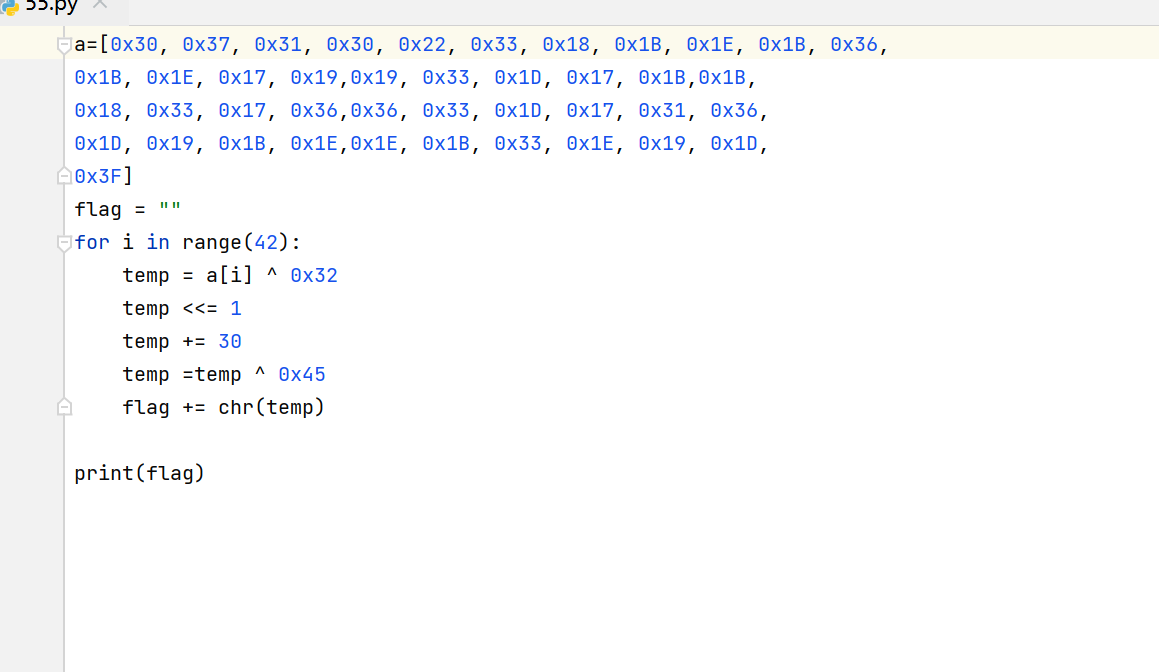 55.py
a=[0x30, 0x37, 0x31, 0x30, 0x22, 0x33, 0x18, 0x1B, 0x1E, 0x1B, 0x36,
0x1B, 0x1E, 0x17, 0x19,0x19, 0x33, 0x1D, 0x17, 0x1B,0x1B,
0x18, 0x33, 0x17, 0x36,0x36, 0x33, 0x1D, 0x17, 0x31, 0x36,
0x1D, 0x19, 0x1B, 0x1E,0x1E, 0x1B, 0x33, 0x1E, 0x19, 0x1D,
0x3F]
flag = ""
for i in range(42):
    temp = a[i] ^ 0x32
    temp <<= 1
    temp += 30
    temp =temp ^ 0x45
    flag += chr(temp)
print(flag)